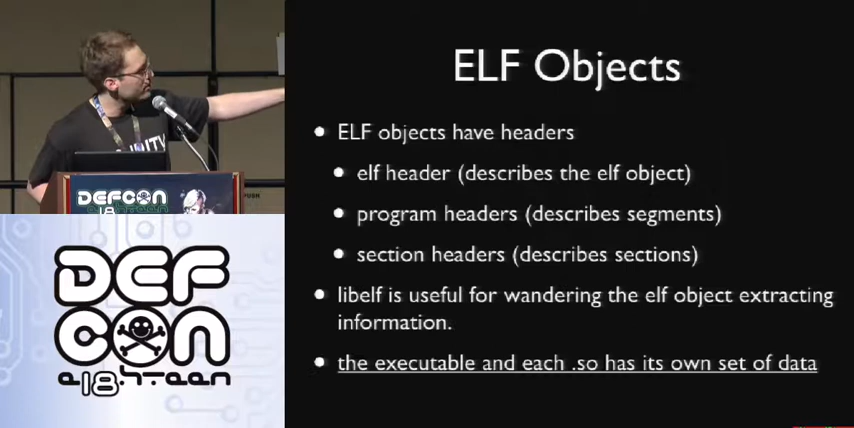 ELF Objects
ELF objects have headers
elf header (describes the elf object)
program headers (describes segments)
section headers (describes sections)
libelf is useful for wandering the elf object extracting
information.
the executable and each .so has its own set of data
DEFCON
PUSH
DEF
CON